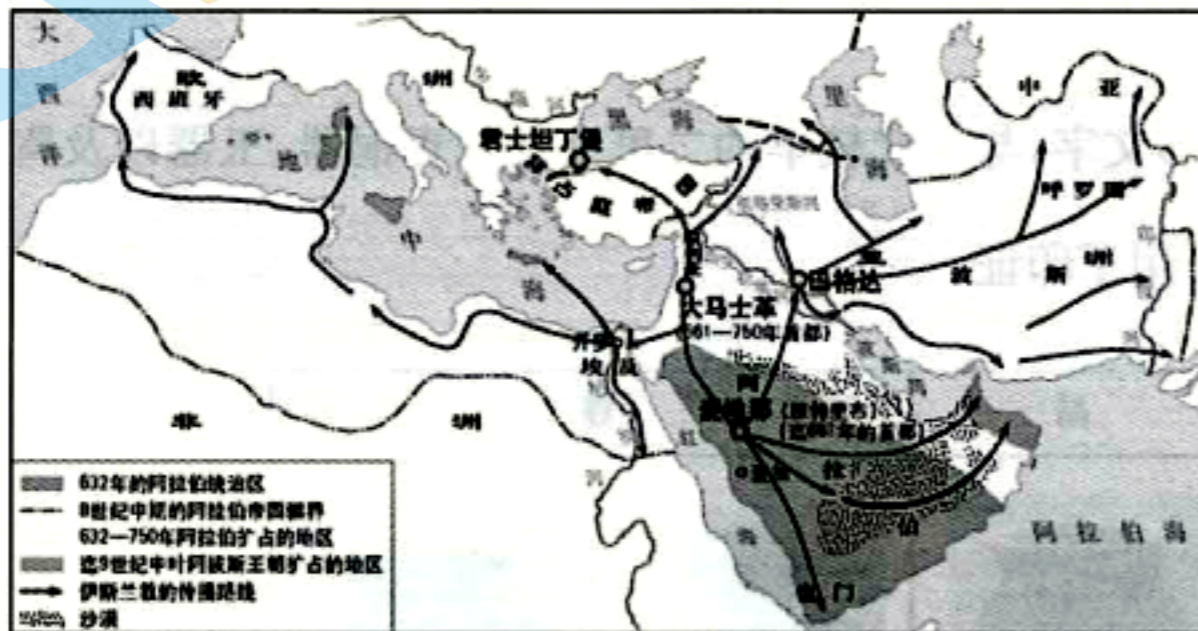 大西洋
欧
洲
西班牙
黑海
里海
中亚
君士坦丁堡
地中海
呼罗珊
亚
洲
波斯
巴格达
大马士革
(661—750年首都)
开罗
埃及
阿拉伯
麦地那
非
洲
红海
阿拉伯海
也门
632年的阿拉伯统治区
8世纪中期的阿拉伯帝国疆界
632—750年阿拉伯扩占的地区
迄9世纪中叶阿拔斯王朝扩占的地区
伊斯兰教的传播路线
沙漠